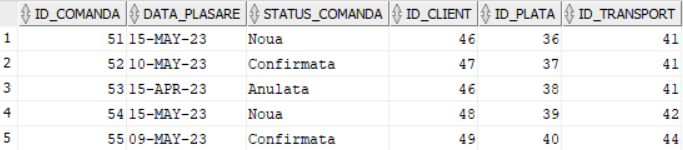 ID_COMANDA DATA_PLASARE STATUS_COMANDA ID_CLIENT ID_PLATA ID_TRANSPORT
1 51 15-MAY-23 Noua 46 36 41
2 52 10-MAY-23 Confirmata 47 37 41
3 53 15-APR-23 Anulata 46 38 41
4 54 15-MAY-23 Noua 48 39 42
5 55 09-MAY-23 Confirmata 49 40 44